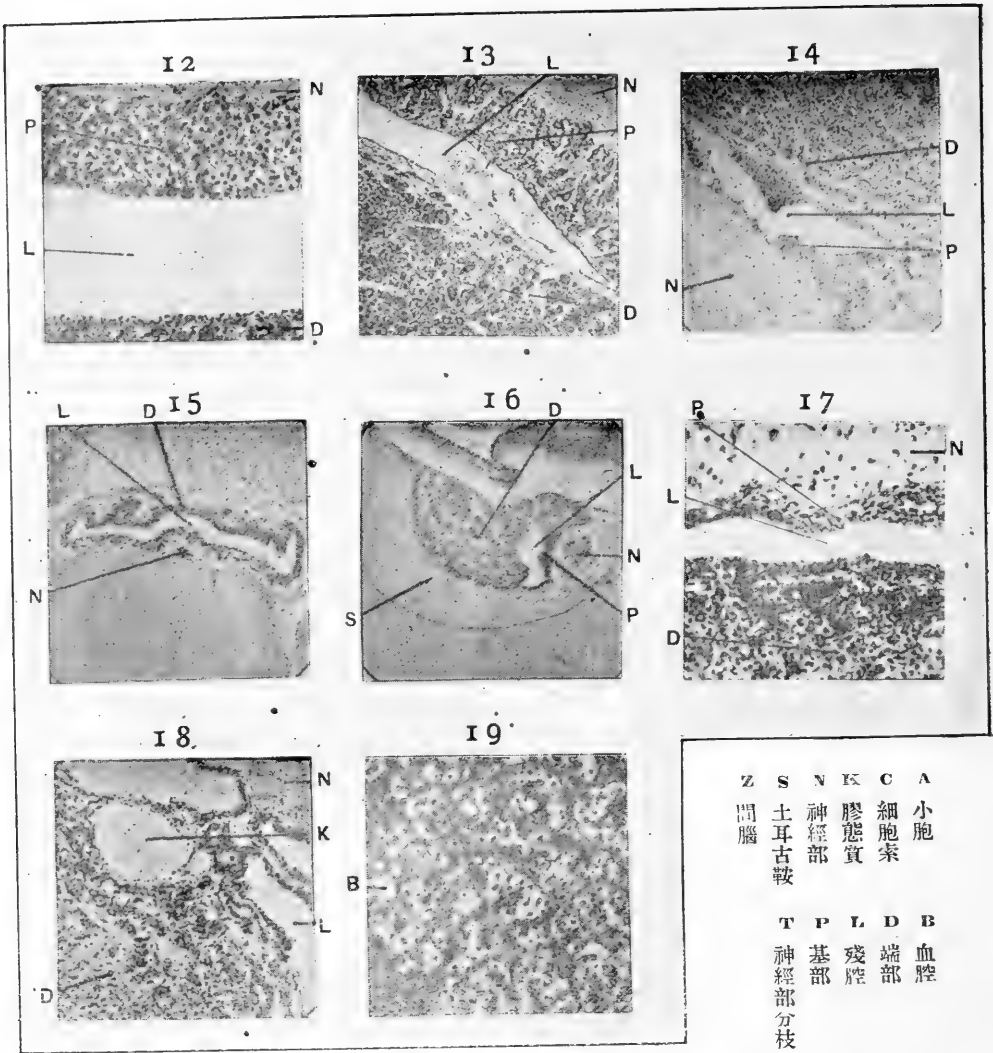 12
P
N
L
D
13
L
N
P
D
14
D
L
P
N
15
L
D
N
16
D
L
N
P
S
17
P
N
L
D
18
N
K
L
D
19
B
A 小胞
C 細胞索
K 膠態質
N 神經部
S 土耳古鞍
Z 間腦
B 血腔
D 端部
L 殘腔
P 基部
T 神經部分枝